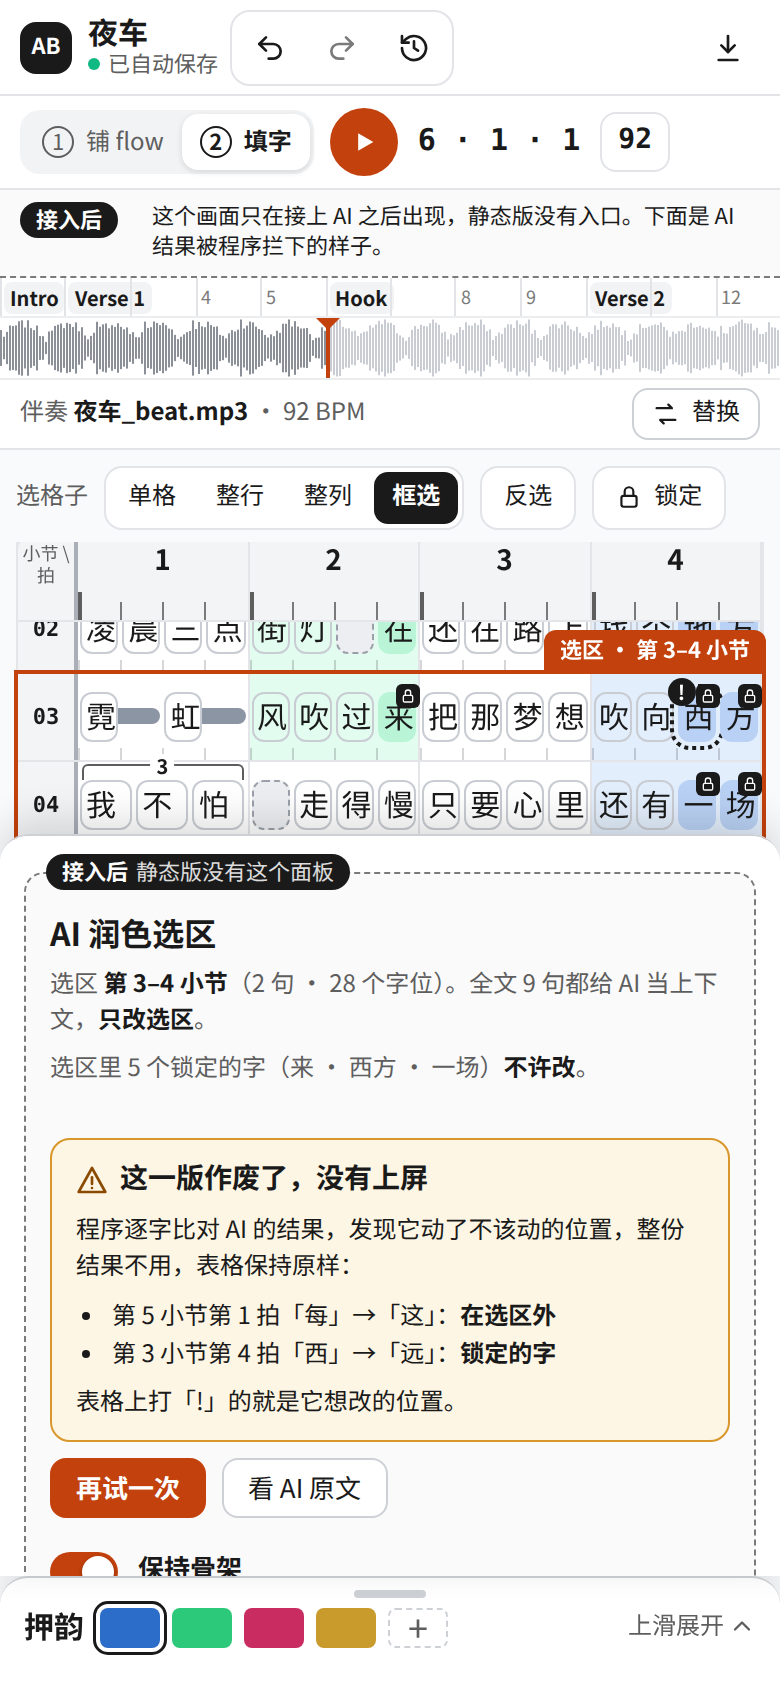 AB 夜车
已自动保存
1 铺 flow 2 填字 6 · 1 · 1 92
接入后 这个画面只在接上 AI 之后出现，静态版没有入口。下面是 AI
结果被程序拦下的样子。
Intro Verse 1 4 5 Hook 8 9 Verse 2 12
伴奏 夜车_beat.mp3 · 92 BPM 替换
选格子 单格 整行 整列 框选 反选 锁定
小节 \ 拍 1 2 3 4
02 凌 晨 三 点 街 灯 在 还 在 路
选区 · 第 3–4 小节
03 霓 虹 风 吹 过 来 把 那 梦 想 吹 向 西 方
3
04 我 不 怕 走 得 慢 只 要 心 里 还 有 一 场
接入后 静态版没有这个面板
AI 润色选区
选区 第 3–4 小节（2 句 · 28 个字位）。全文 9 句都给 AI 当上下
文，只改选区。
选区里 5 个锁定的字（来 · 西方 · 一场）不许改。
这一版作废了，没有上屏
程序逐字比对 AI 的结果，发现它动了不该动的位置，整份
结果不用，表格保持原样：
• 第 5 小节第 1 拍「每」→「这」：在选区外
• 第 3 小节第 4 拍「西」→「远」：锁定的字
表格上打「!」的就是它想改的位置。
再试一次 看 AI 原文
保持骨架
押韵 + 上滑展开